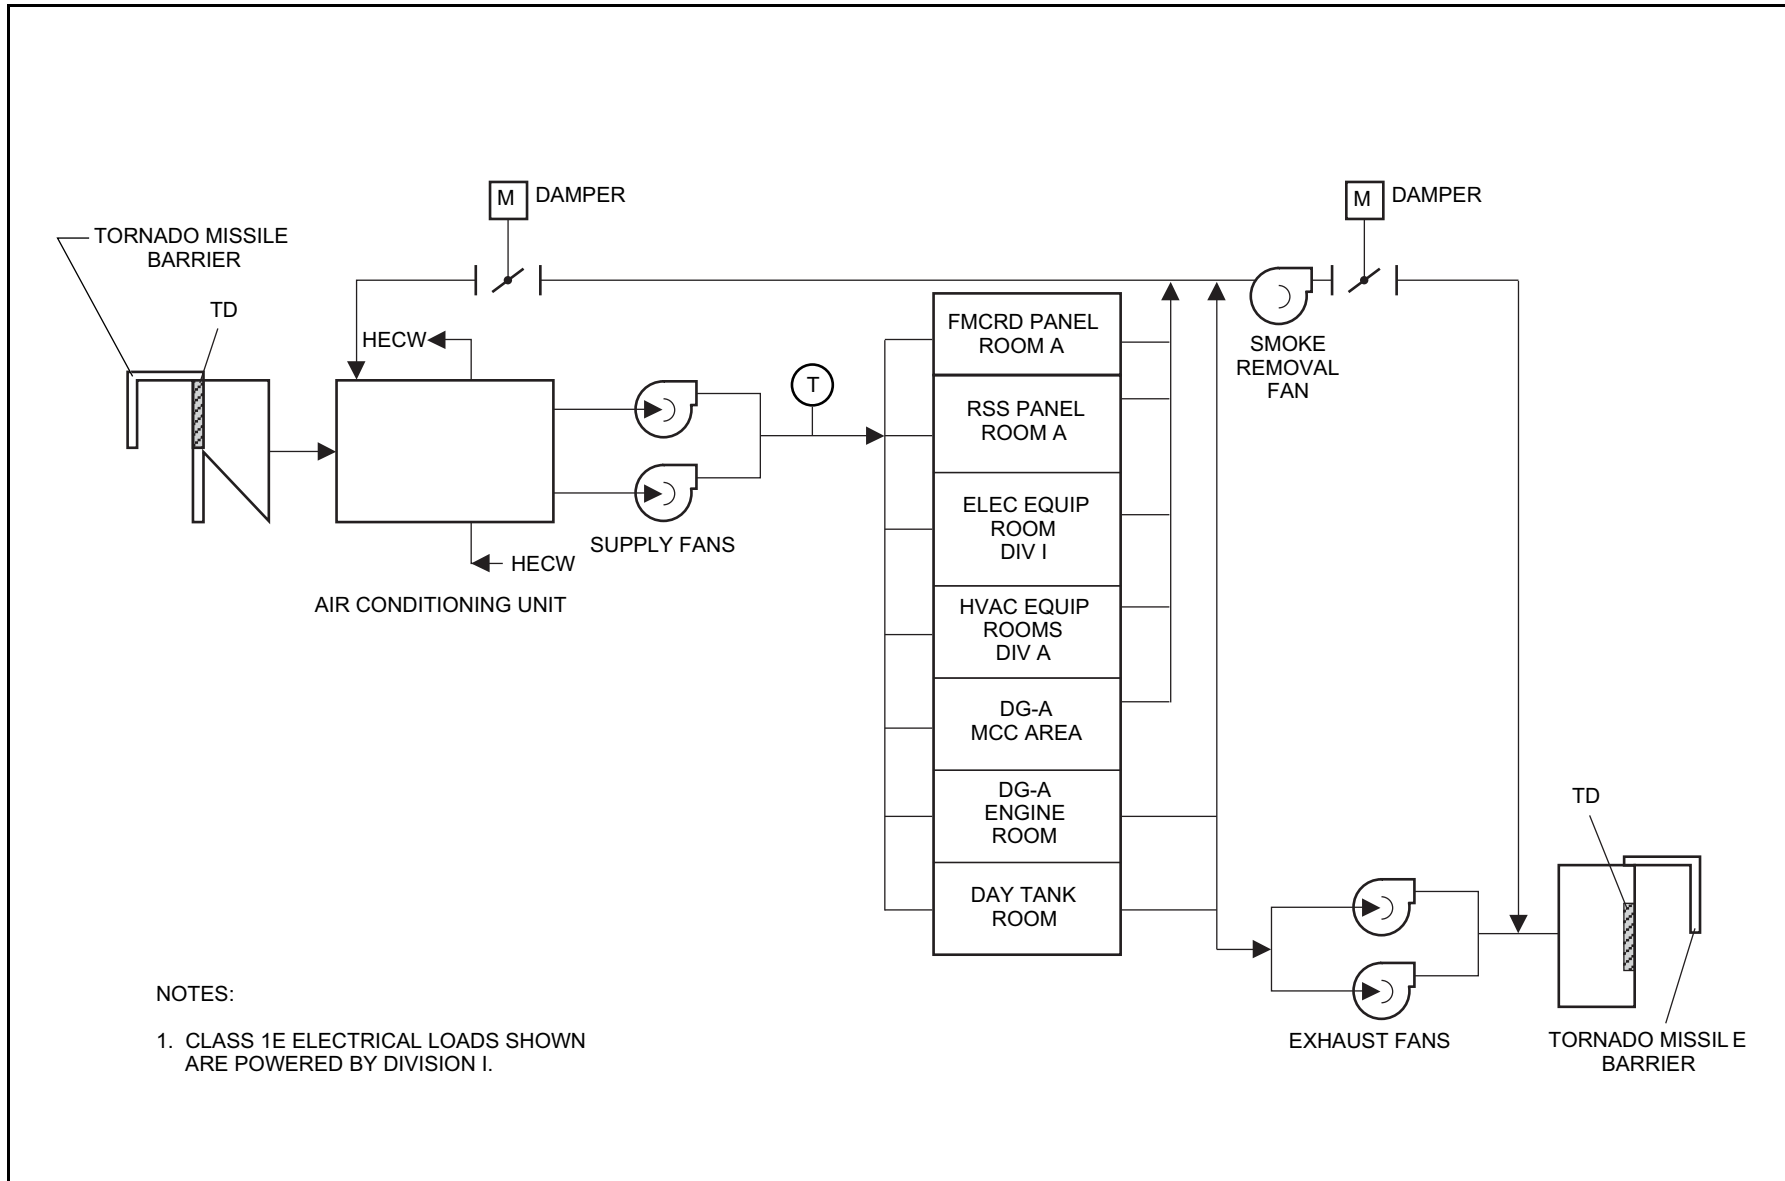 M DAMPER
M DAMPER
TORNADO MISSILE
BARRIER
TD
HECW
T
SUPPLY FANS
HECW
AIR CONDITIONING UNIT
FMCRD PANEL
ROOM A
RSS PANEL
ROOM A
ELEC EQUIP
ROOM
DIV I
HVAC EQUIP
ROOMS
DIV A
DG-A
MCC AREA
DG-A
ENGINE
ROOM
DAY TANK
ROOM
SMOKE
REMOVAL
FAN
TD
EXHAUST FANS
TORNADO MISSIL E
BARRIER
NOTES:
1. CLASS 1E ELECTRICAL LOADS SHOWN
ARE POWERED BY DIVISION I.